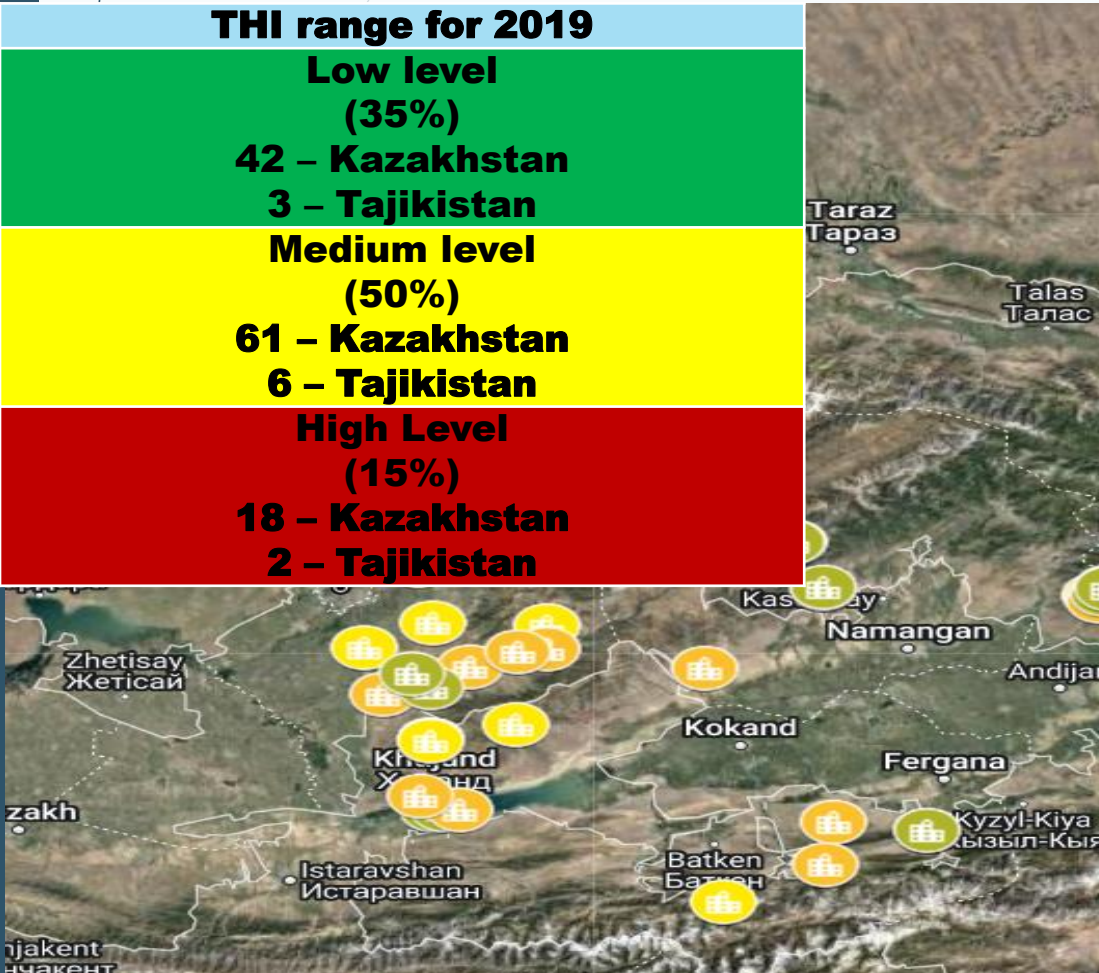 THI range for 2019
Low level
(35%)
42 – Kazakhstan
3 – Tajikistan
Medium level
(50%)
61 – Kazakhstan
6 – Tajikistan
High Level
(15%)
18 – Kazakhstan
2 – Tajikistan
Taraz
Тараз
Talas
Талас
Namangan
Zhetisay
Жетісай
Andija
Kokand
Fergana
zakh
Kyzyl-Kiya
Batken
Баткен
Istaravshan
Истаравшан
njakent